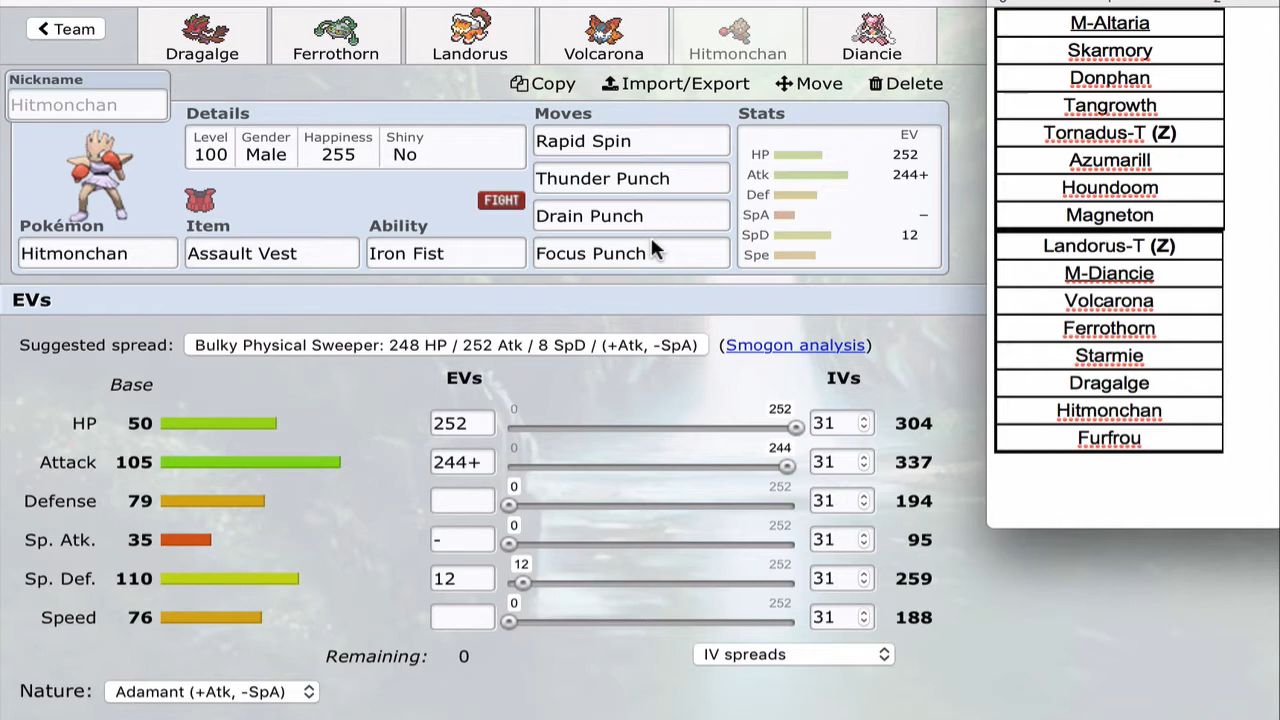 Team
Dragalge
Ferrothorn
Landorus
Volcarona
Hitmonchan
Diancie
Copy
Import/Export
Move
Delete
Nickname
Hitmonchan
Pokémon
Hitmonchan
Details
Level
100
Gender
Male
Happiness
255
Shiny
No
FIGHT
Item
Assault Vest
Ability
Iron Fist
Moves
Rapid Spin
Thunder Punch
Drain Punch
Focus Punch
Stats
EV
HP 252
Atk 244+
Def
SpA –
SpD 12
Spe
EVs
Suggested spread: Bulky Physical Sweeper: 248 HP / 252 Atk / 8 SpD / (+Atk, -SpA) (Smogon analysis)
Base EVs IVs
HP 50 252 0 252 31 304
Attack 105 244+ 0 244 31 337
Defense 79 0 252 31 194
Sp. Atk. 35 - 0 252 31 95
Sp. Def. 110 12 12 252 31 259
Speed 76 0 252 31 188
Remaining: 0
IV spreads
Nature: Adamant (+Atk, -SpA)
M-Altaria
Skarmory
Donphan
Tangrowth
Tornadus-T (Z)
Azumarill
Houndoom
Magneton
Landorus-T (Z)
M-Diancie
Volcarona
Ferrothorn
Starmie
Dragalge
Hitmonchan
Furfrou